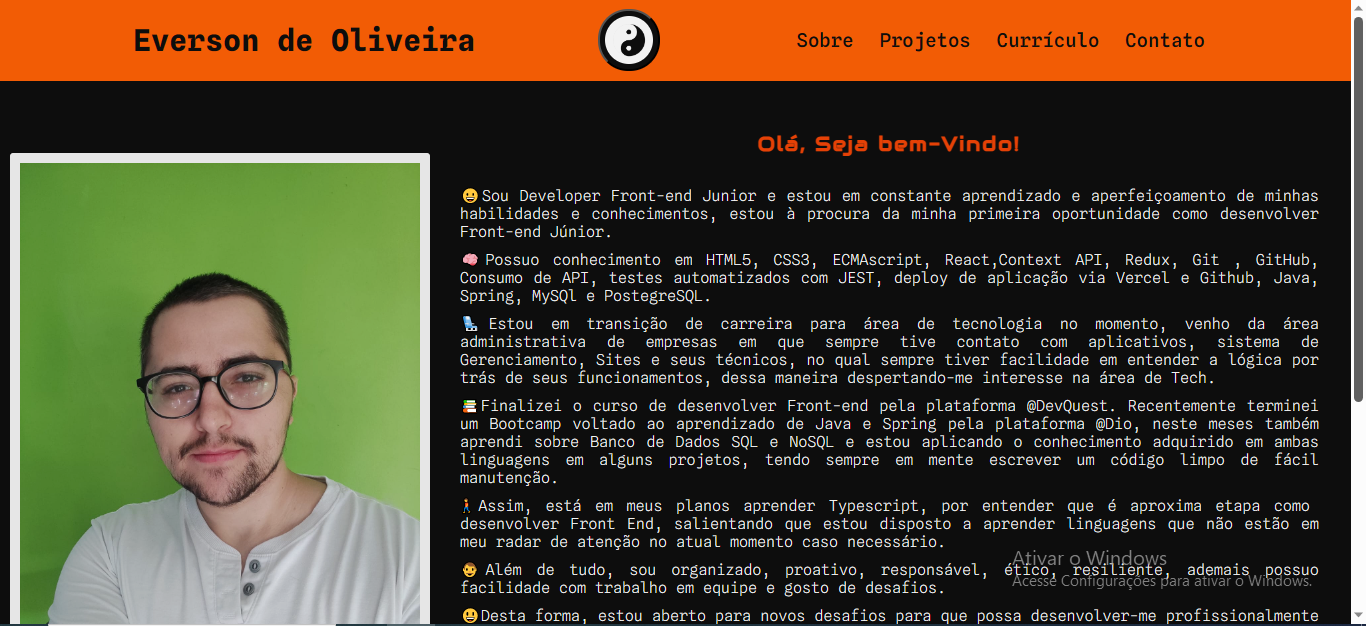 Everson de Oliveira
Sobre Projetos Currículo Contato
Olá, Seja bem-Vindo!
😀Sou Developer Front-end Junior e estou em constante aprendizado e aperfeiçoamento de minhas
habilidades e conhecimentos, estou à procura da minha primeira oportunidade como desenvolver
Front-end Júnior.
🧠 Possuo conhecimento em HTML5, CSS3, ECMAscript, React,Context API, Redux, Git , GitHub,
Consumo de API, testes automatizados com JEST, deploy de aplicação via Vercel e Github, Java,
Spring, MySQl e PostegreSQL.
💺 Estou em transição de carreira para área de tecnologia no momento, venho da área
administrativa de empresas em que sempre tive contato com aplicativos, sistema de
Gerenciamento, Sites e seus técnicos, no qual sempre tiver facilidade em entender a lógica por
trás de seus funcionamentos, dessa maneira despertando-me interesse na área de Tech.
📚Finalizei o curso de desenvolver Front-end pela plataforma @DevQuest. Recentemente terminei
um Bootcamp voltado ao aprendizado de Java e Spring pela plataforma @Dio, neste meses também
aprendi sobre Banco de Dados SQL e NoSQL e estou aplicando o conhecimento adquirido em ambas
linguagens em alguns projetos, tendo sempre em mente escrever um código limpo de fácil
manutenção.
🚶Assim, está em meus planos aprender Typescript, por entender que é aproxima etapa como
desenvolver Front End, salientando que estou disposto a aprender linguagens que não estão em
meu radar de atenção no atual momento caso necessário.
👨 Além de tudo, sou organizado, proativo, responsável, ético, resiliente, ademais possuo
facilidade com trabalho em equipe e gosto de desafios.
😃Desta forma, estou aberto para novos desafios para que possa desenvolver-me profissionalmente
Ativar o Windows
Acesse Configurações para ativar o Windows.